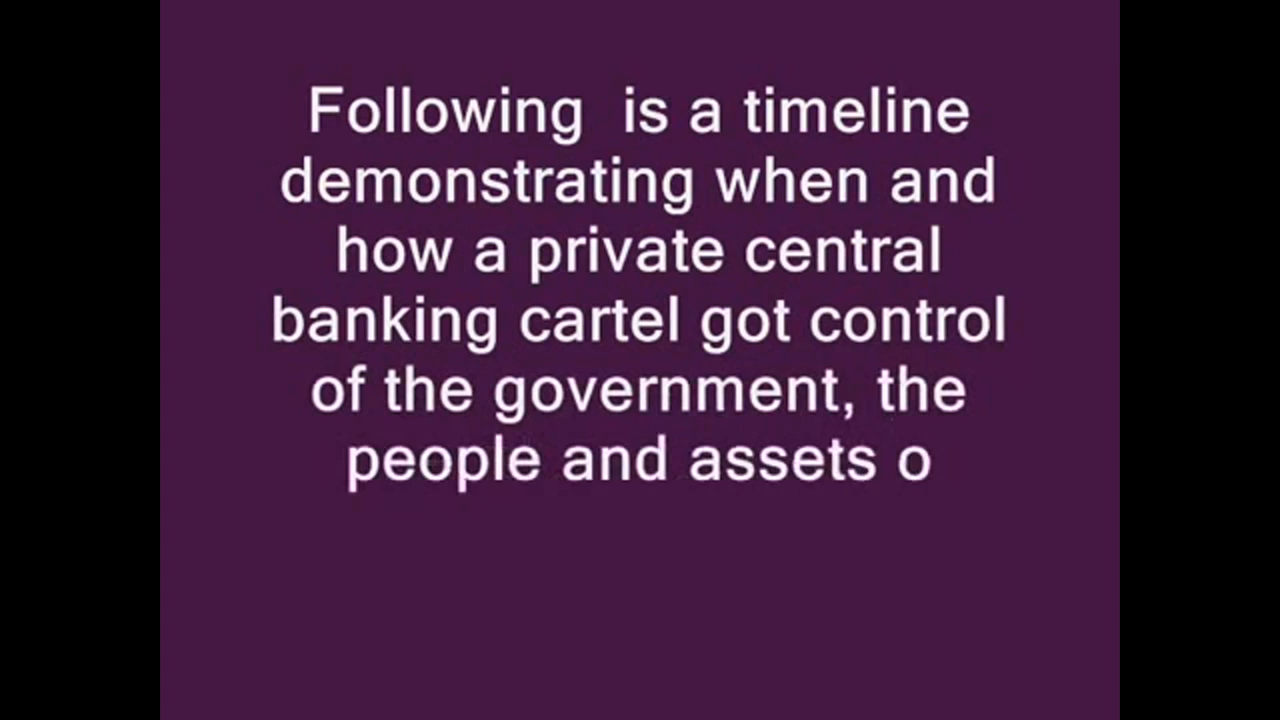 Following  is a timeline
demonstrating when and
how a private central
banking cartel got control
of the government, the
people and assets o